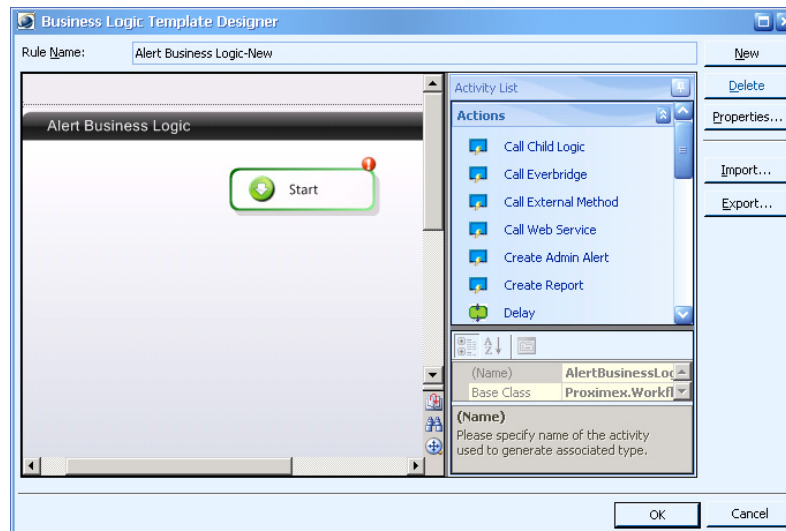 Business Logic Template Designer
Rule Name:
Alert Business Logic-New
New
Delete
Properties...
Import...
Export...
Alert Business Logic
Start
Activity List
Actions
Call Child Logic
Call Everbridge
Call External Method
Call Web Service
Create Admin Alert
Create Report
Delay
(Name)
AlertBusinessLog
Base Class
Proximex.Workfl
(Name)
Please specify name of the activity
used to generate associated type.
OK
Cancel